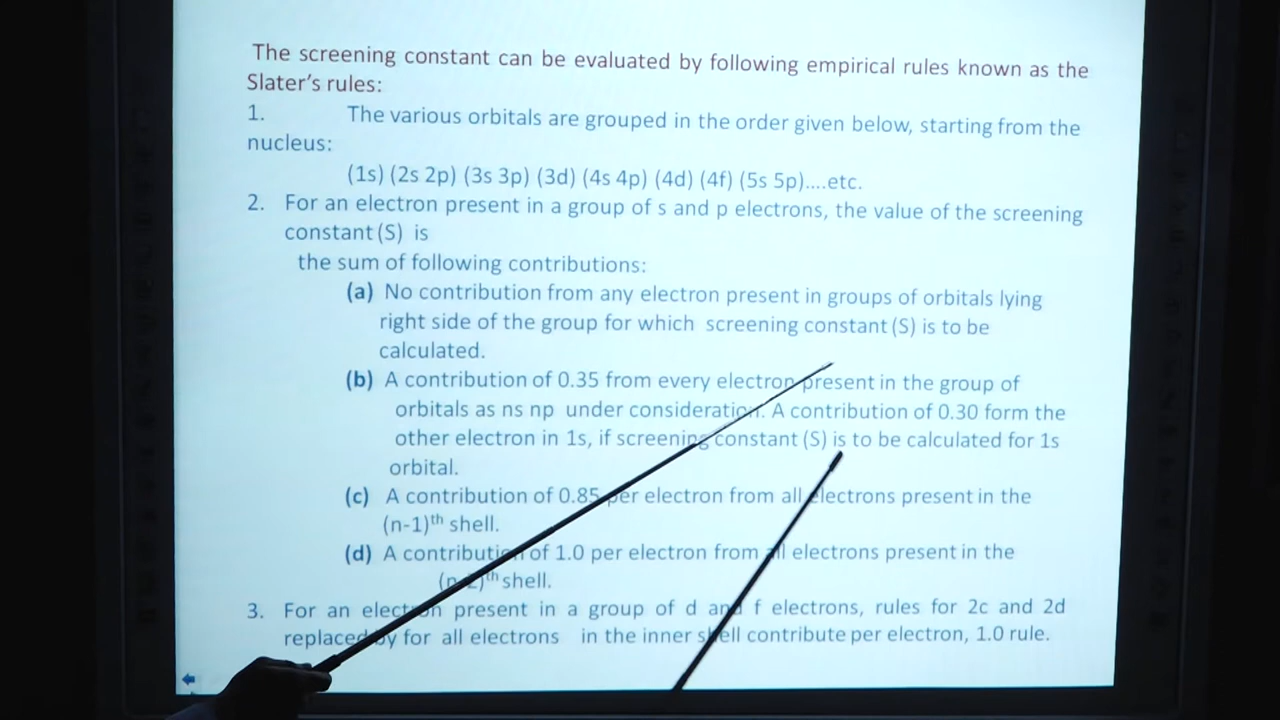 The screening constant can be evaluated by following empirical rules known as the
Slater's rules:
1. The various orbitals are grouped in the order given below, starting from the
nucleus:
(1s) (2s 2p) (3s 3p) (3d) (4s 4p) (4d) (4f) (5s 5p)....etc.
2. For an electron present in a group of s and p electrons, the value of the screening
constant (S) is
the sum of following contributions:
(a) No contribution from any electron present in groups of orbitals lying
right side of the group for which screening constant (S) is to be
calculated.
(b) A contribution of 0.35 from every electron present in the group of
orbitals as ns np under consideration. A contribution of 0.30 form the
other electron in 1s, if screening constant (S) is to be calculated for 1s
orbital.
(c) A contribution of 0.85 per electron from all electrons present in the
(n-1)th shell.
(d) A contribution of 1.0 per electron from all electrons present in the
(n-2)th shell.
3. For an electron present in a group of d and f electrons, rules for 2c and 2d
replaced by for all electrons in the inner shell contribute per electron, 1.0 rule.